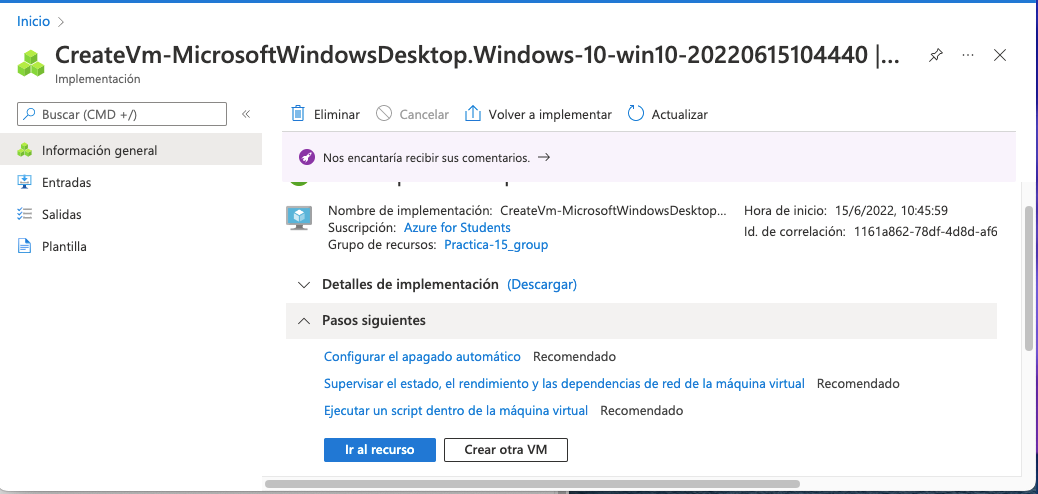 Inicio
CreateVm-MicrosoftWindowsDesktop.Windows-10-win10-20220615104440 |...
Implementación
Buscar (CMD +/)
«
Eliminar
Cancelar
Volver a implementar
Actualizar
Información general
Entradas
Salidas
Plantilla
Nos encantaría recibir sus comentarios. →
Nombre de implementación: CreateVm-MicrosoftWindowsDesktop...
Suscripción: Azure for Students
Grupo de recursos: Practica-15_group
Hora de inicio: 15/6/2022, 10:45:59
Id. de correlación: 1161a862-78df-4d8d-af6
Detalles de implementación (Descargar)
Pasos siguientes
Configurar el apagado automático Recomendado
Supervisar el estado, el rendimiento y las dependencias de red de la máquina virtual Recomendado
Ejecutar un script dentro de la máquina virtual Recomendado
Ir al recurso
Crear otra VM